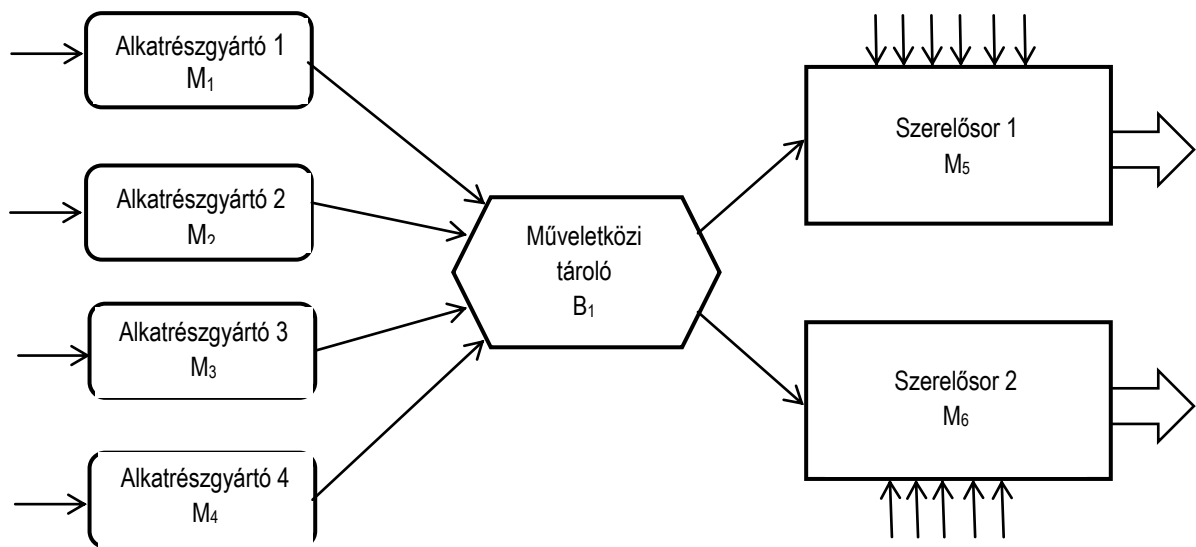 Alkatrészgyártó 1
M₁
Alkatrészgyártó 2
M₂
Alkatrészgyártó 3
M₃
Alkatrészgyártó 4
M₄
Műveletközi
tároló
B₁
Szerelősor 1
M₅
Szerelősor 2
M₆